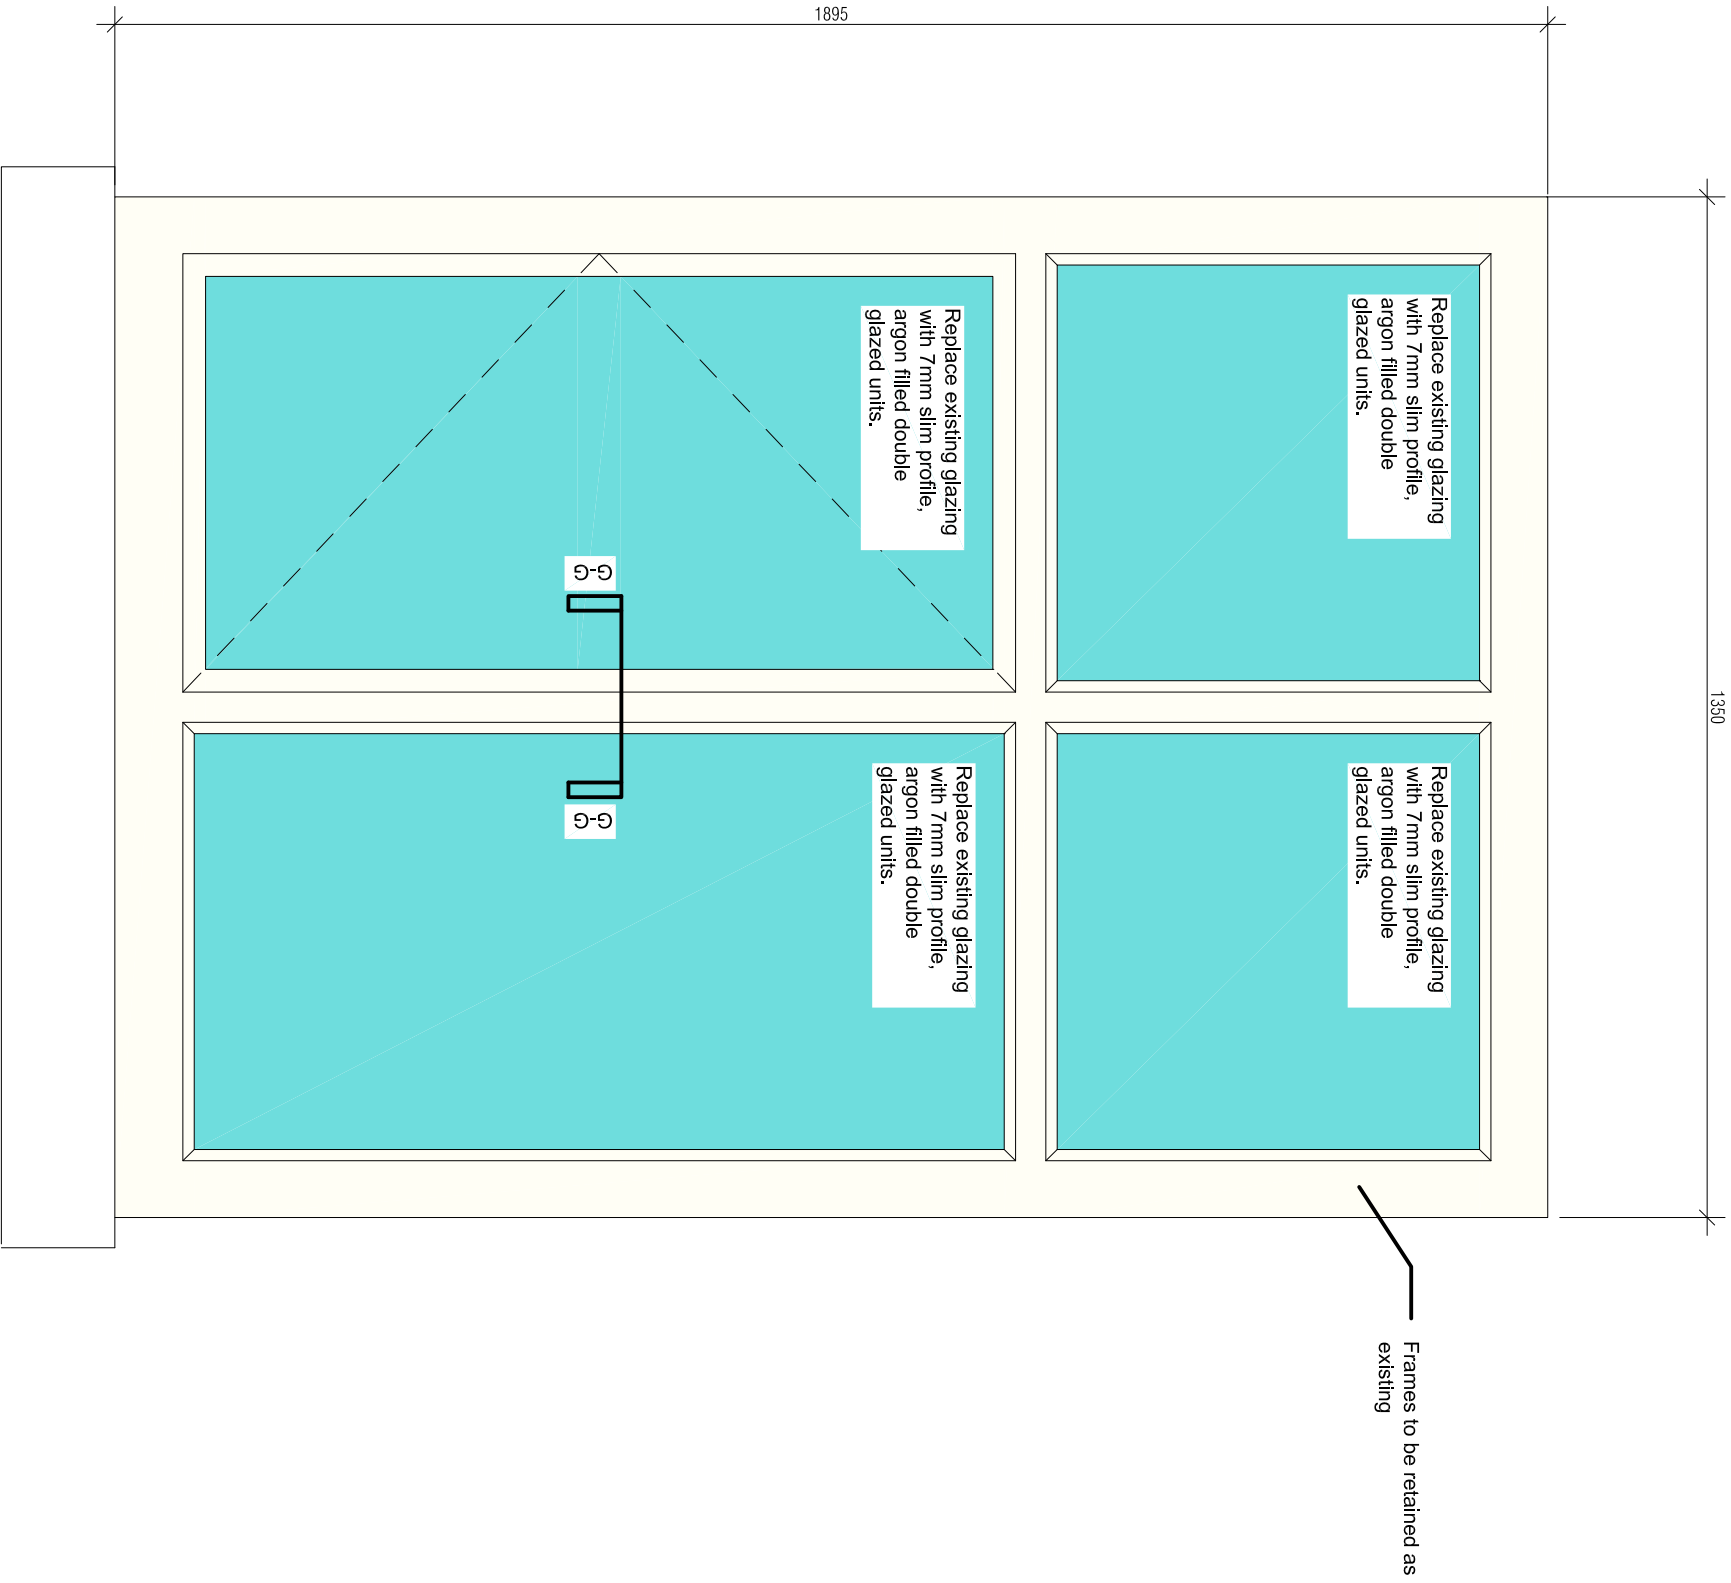 1895
1350
Replace existing glazing
with 7mm slim profile,
argon filled double
glazed units.
Replace existing glazing
with 7mm slim profile,
argon filled double
glazed units.
Replace existing glazing
with 7mm slim profile,
argon filled double
glazed units.
Replace existing glazing
with 7mm slim profile,
argon filled double
glazed units.
G-G
G-G
Frames to be retained as
existing